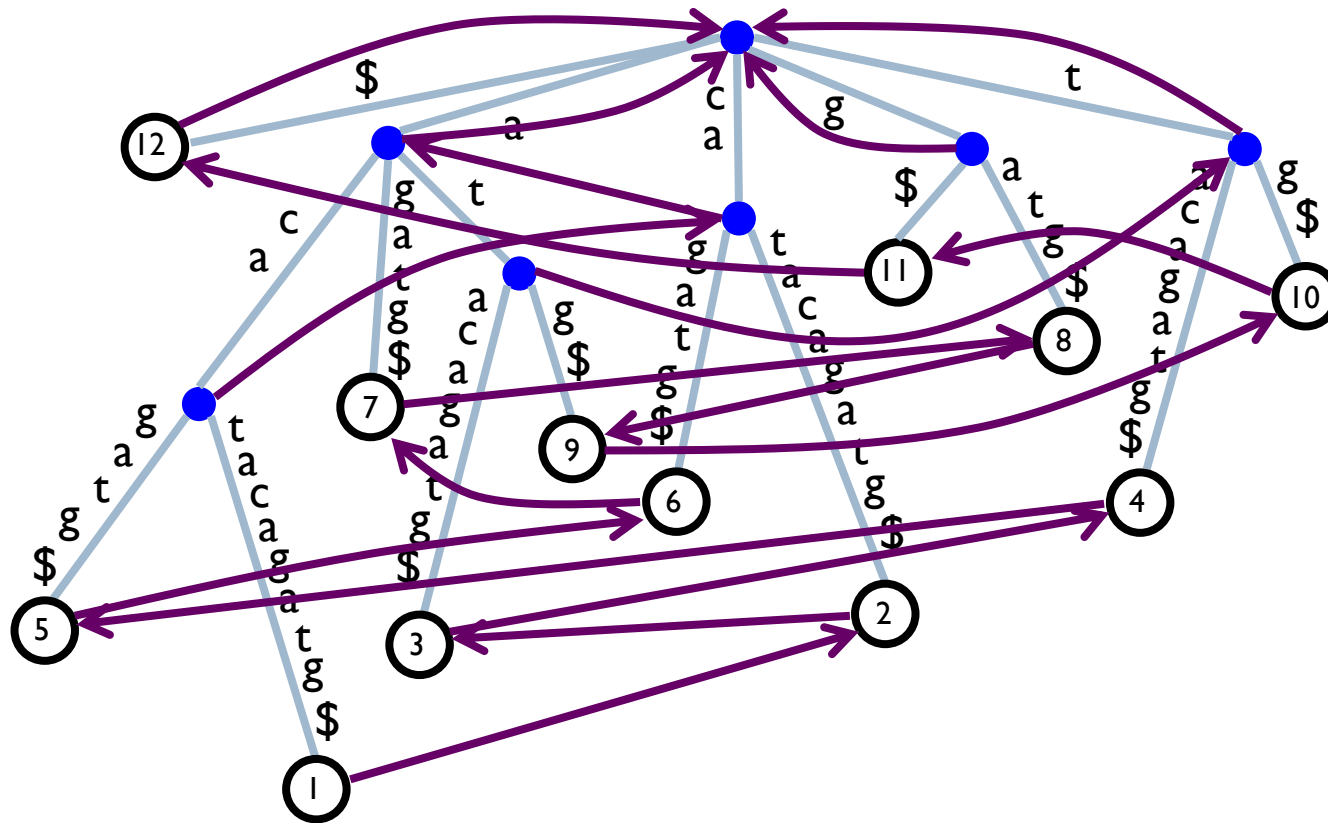 $
a
c a
g
t
12
c a
g a t g $
t
g a t g $
t a c a g a t g $
$
a t g $
a c a g a t g $
g $
11
10
a c a g a t g $
g $
8
7
9
6
4
g a t g $
t a c a g a t g $
5
3
2
1